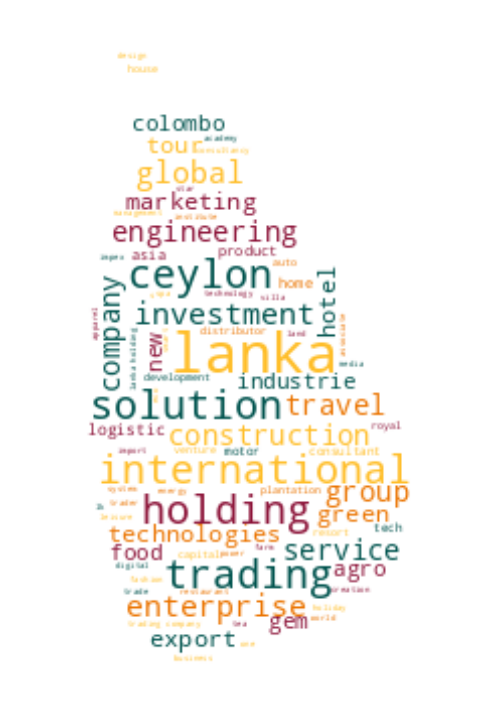 design
house
colombo
academy
tour
consultancy
global
star
marketing
management
institute
engineering
product
impex asia
auto
ceylon
home
hotel
company
technology
villa
investment
apparel
lanka holding
new
distributor
land
associate
lanka
media
development
industrie
solution
travel
logistic
royal
construction
import
venture
motor
consultant
international
system
energy
plantation
group
trader
holding
green
leisure
tech
technologies
resort
food
capital
power
farm
service
digital
trading
agro
fashion
trade
restaurant
creation
enterprise
holiday
trading company
tea
gem
world
export
one
business